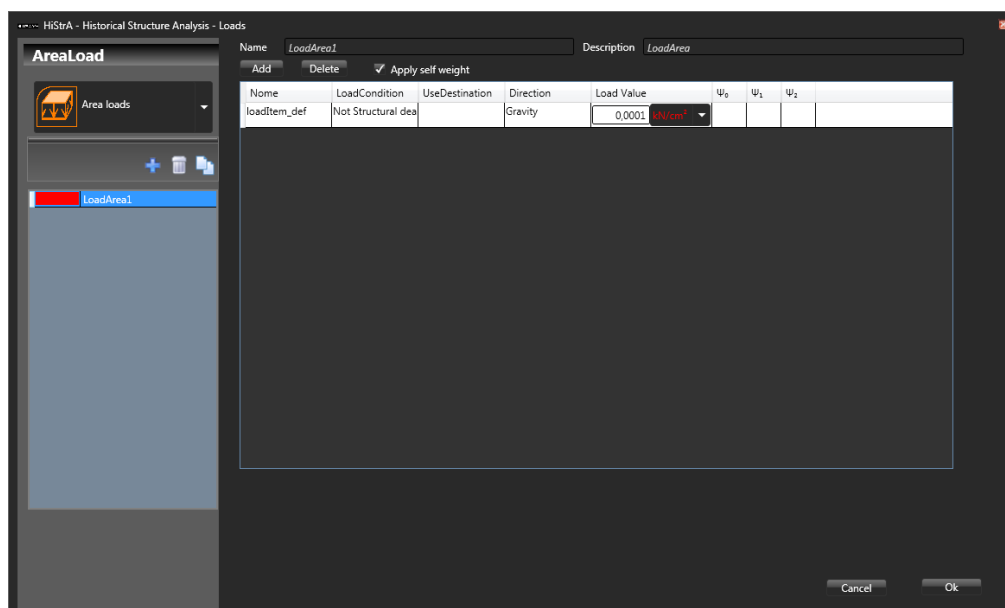 HiStrA - Historical Structure Analysis - Loads
AreaLoad
Name LoadArea1 Description LoadArea
Add Delete Apply self weight
Area loads
Nome LoadCondition UseDestination Direction Load Value Ψ₀ Ψ₁ Ψ₂
loadItem_def Not Structural dea Gravity 0,0001 kN/cm²
LoadArea1
Cancel Ok